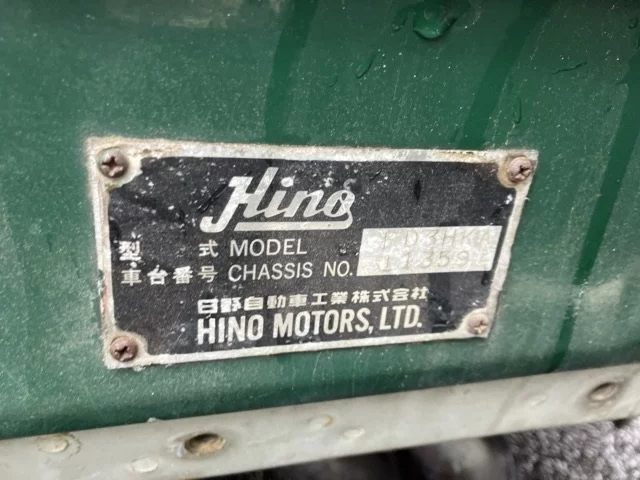 Hino
型 式 MODEL
車台番号 CHASSIS NO.
日野自動車工業株式会社
HINO MOTORS, LTD.